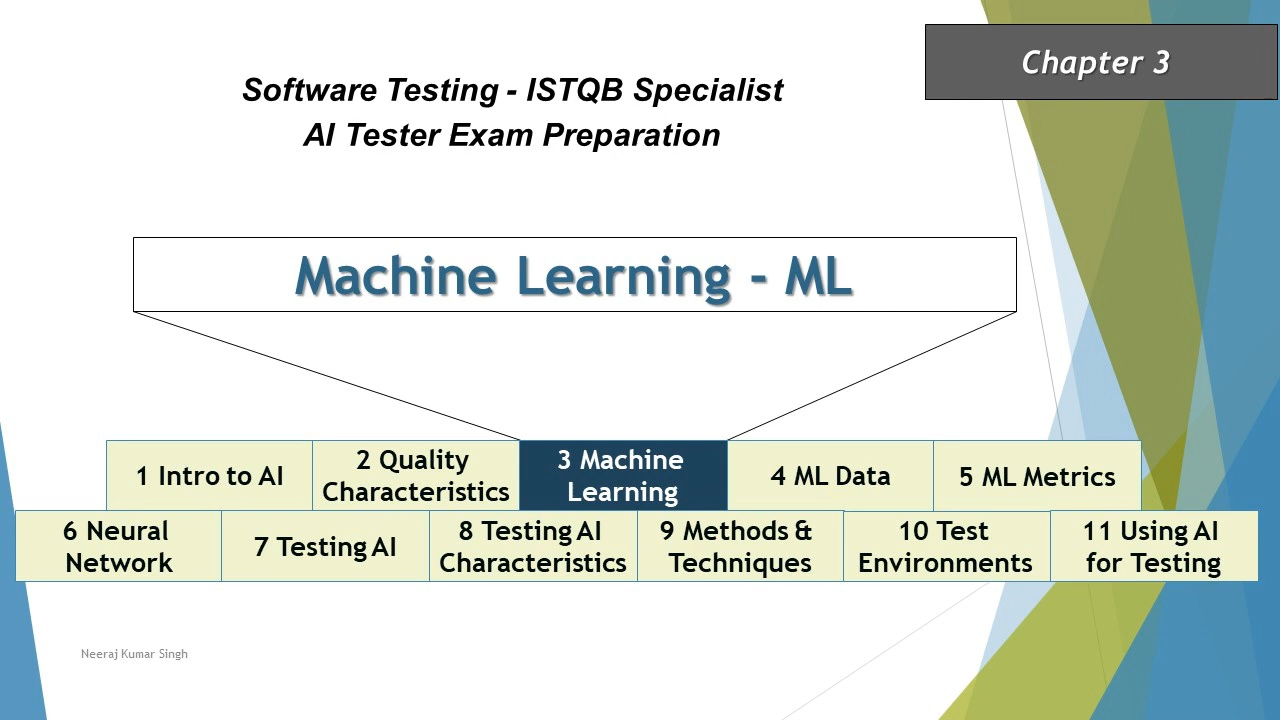 Chapter 3
Software Testing - ISTQB Specialist
AI Tester Exam Preparation
Machine Learning - ML
1 Intro to AI
2 Quality
Characteristics
3 Machine
Learning
4 ML Data
5 ML Metrics
6 Neural
Network
7 Testing AI
8 Testing AI
Characteristics
9 Methods &
Techniques
10 Test
Environments
11 Using AI
for Testing
Neeraj Kumar Singh